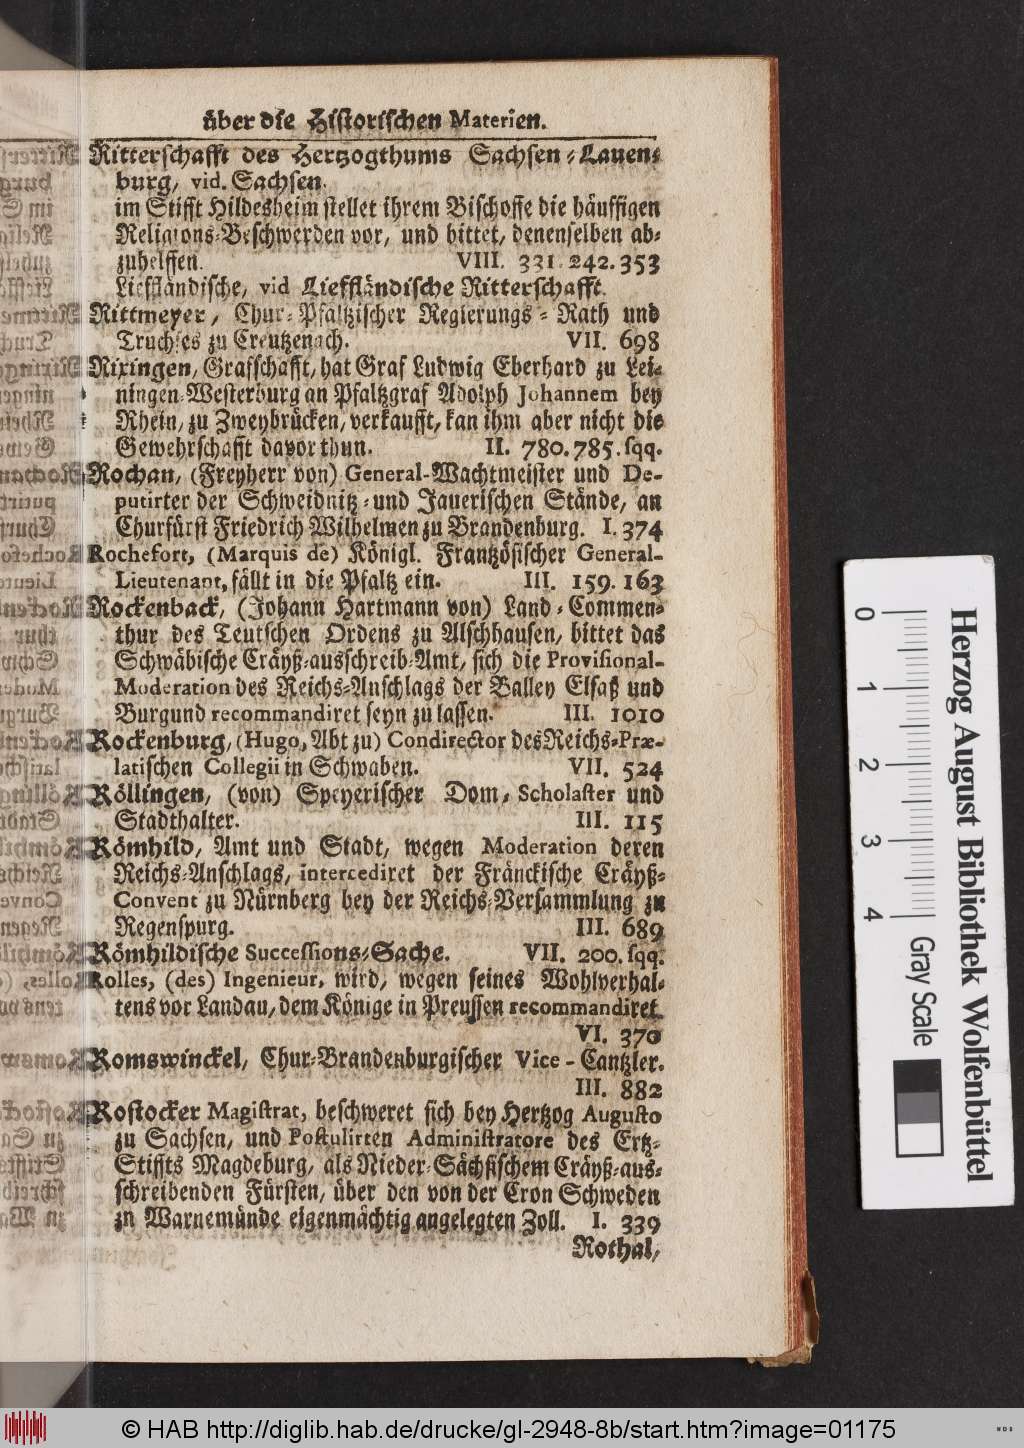 über die Historischen Materien.
Ritterschafft des Hertzogthums Sachsen-Lauen-
burg, vid. Sachsen.
im Stifft Hildesheim stellet ihrem Bischoffe die häuffigen
Religions-Beschwerden vor, und bittet, denenselben ab-
zuhelffen. VIII. 331. 242. 353
Liefländische, vid Liefländische Ritterschafft.
Rittmeyer, Chur-Pfältzischer Regierungs-Rath und
Truchses zu Creutzenach. VII. 698
Rixingen, Grafschafft, hat Graf Ludwig Eberhard zu Lei-
ningen-Westerburg an Pfaltzgraf Adolph Johannem bey
Rhein, zu Zweybrücken, verkaufft, kan ihm aber nicht die
Gewehrschafft davor thun. II. 780. 785. sqq.
Rochan, (Freyherr von) General-Wachtmeister und De-
putirter der Schweidnitz- und Jauerischen Stände, an
Churfürst Friedrich Wilhelmen zu Brandenburg. I. 374
Rochefort, (Marquis de) Königl. Frantzösischer General-
Lieutenant, fällt in die Pfaltz ein. III. 159. 163
Rockenback, (Johann Hartmann von) Land-Commen-
thur des Teutschen Ordens zu Alschhausen, bittet das
Schwäbische Cräyß-ausschreib-Amt, sich die Provisional-
Moderation des Reichs-Anschlags der Balley Elsaß und
Burgund recommandiret seyn zu lassen. III. 1010
Rockenburg, (Hugo, Abt zu) Condirector des Reichs-Præ-
latischen Collegii in Schwaben. VII. 524
Röllingen, (von) Speyerischer Dom-Scholaster und
Stadthalter. III. 115
Römhild, Amt und Stadt, wegen Moderation deren
Reichs-Anschlags, intercediret der Fränckische Cräyß-
Convent zu Nürnberg bey der Reichs-Versammlung zu
Regenspurg. III. 689
Römhildische Successions-Sache. VII. 200. sqq.
Rolles, (des) Ingenieur, wird, wegen seines Wohlverhal-
tens vor Landau, dem Könige in Preussen recommandiret
VI. 370
Romswinckel, Chur-Brandenburgischer Vice-Cantzler.
III. 882
Rostocker Magistrat, beschweret sich bey Hertzog Augusto
zu Sachsen, und Postulirten Administratore des Ertz-
Stiffts Magdeburg, als Nieder-Sächsischem Cräyß-aus-
schreibenden Fürsten, über den von der Cron Schweden
zu Warnemünde eigenmächtig angelegten Zoll. I. 339
Rothal,
Herzog August Bibliothek Wolfenbüttel
0 1 2 3 4 Gray Scale
© HAB http://diglib.hab.de/drucke/gl-2948-8b/start.htm?image=01175